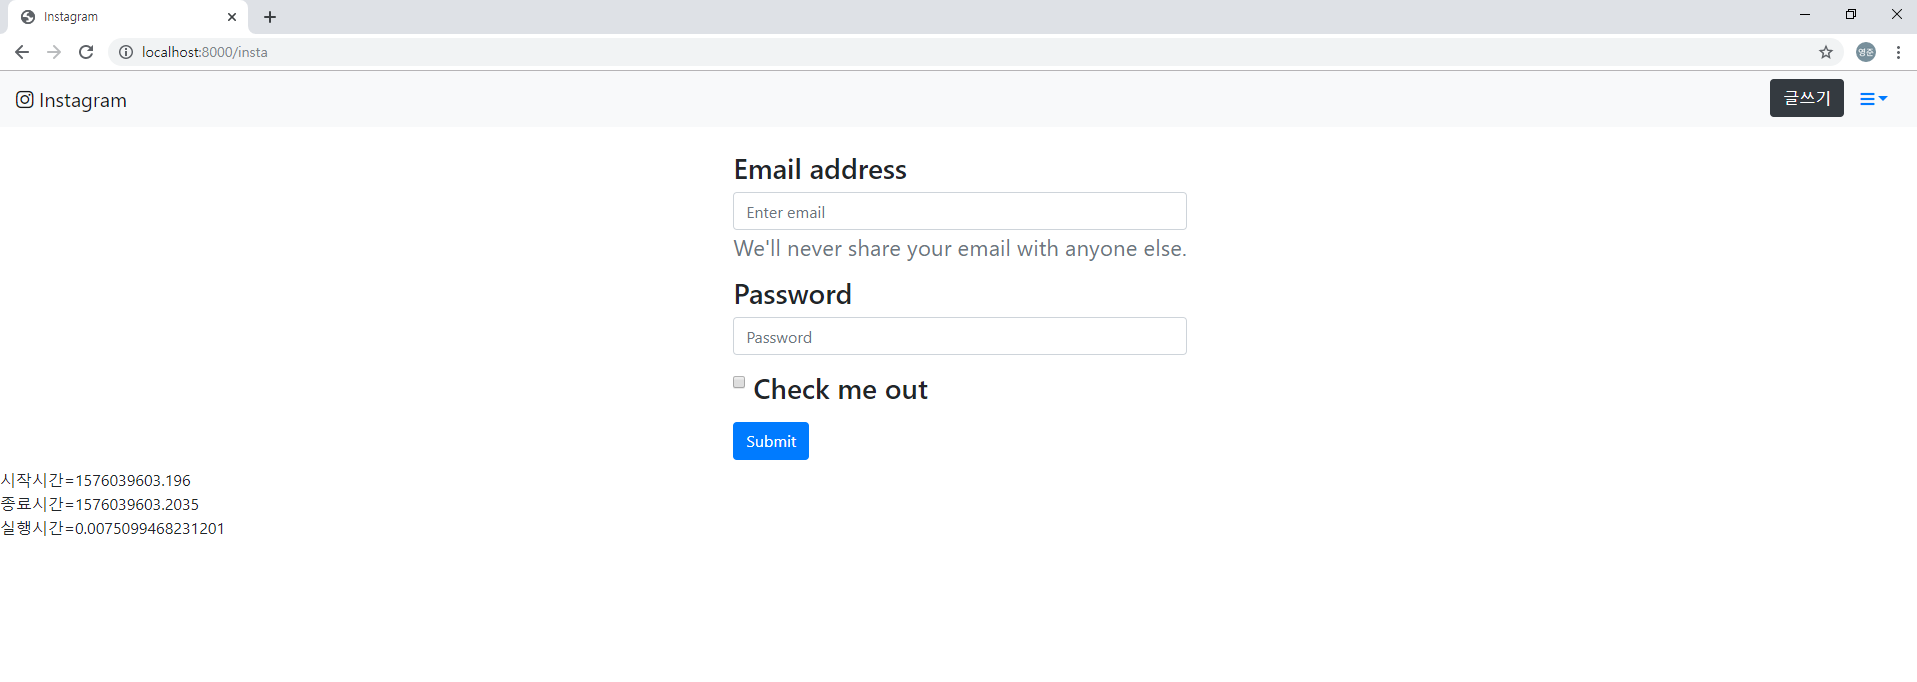 Instagram
localhost:8000/insta
영준
Instagram
글쓰기
Email address
Enter email
We'll never share your email with anyone else.
Password
Password
Check me out
Submit
시작시간=1576039603.196
종료시간=1576039603.2035
실행시간=0.0075099468231201